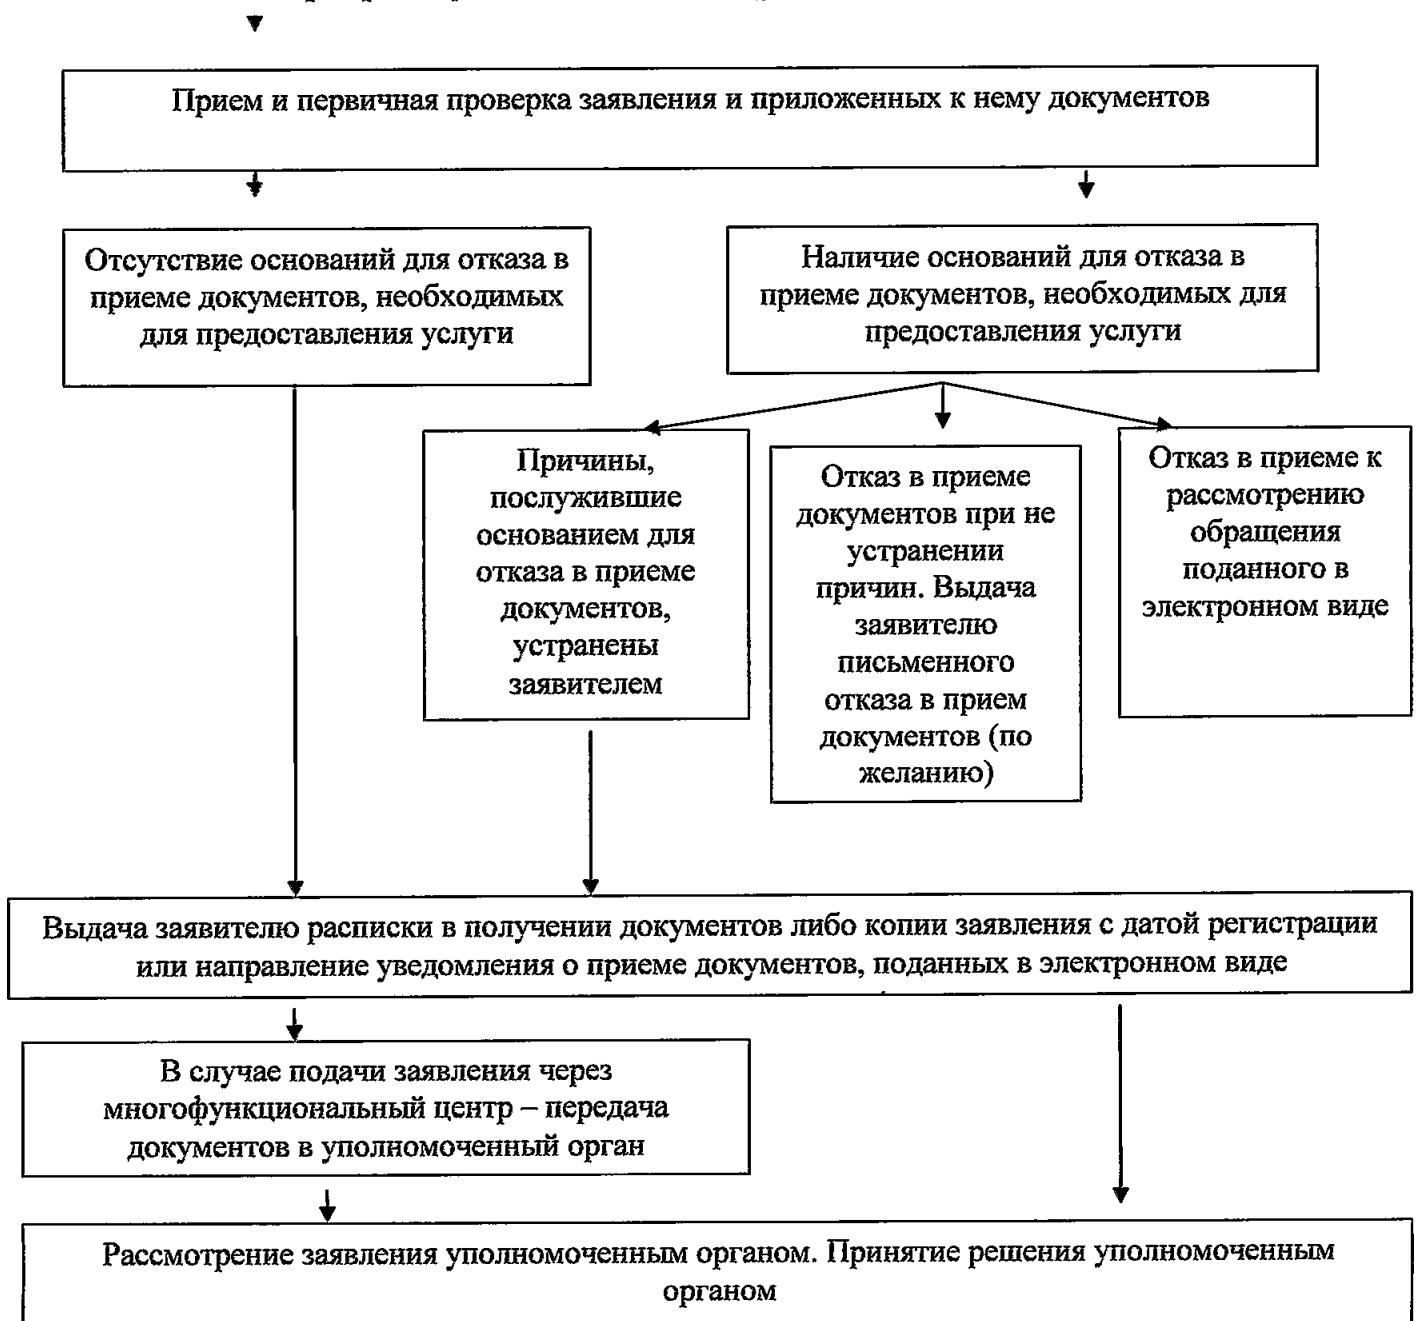 Прием и первичная проверка заявления и приложенных к нему документов
Отсутствие оснований для отказа в
приеме документов, необходимых
для предоставления услуги
Наличие оснований для отказа в
приеме документов, необходимых для
предоставления услуги
Причины,
послужившие
основанием для
отказа в приеме
документов,
устранены
заявителем
Отказ в приеме
документов при не
устранении
причин. Выдача
заявителю
письменного
отказа в прием
документов (по
желанию)
Отказ в приеме к
рассмотрению
обращения
поданного в
электронном виде
Выдача заявителю расписки в получении документов либо копии заявления с датой регистрации
или направление уведомления о приеме документов, поданных в электронном виде
В случае подачи заявления через
многофункциональный центр – передача
документов в уполномоченный орган
Рассмотрение заявления уполномоченным органом. Принятие решения уполномоченным
органом